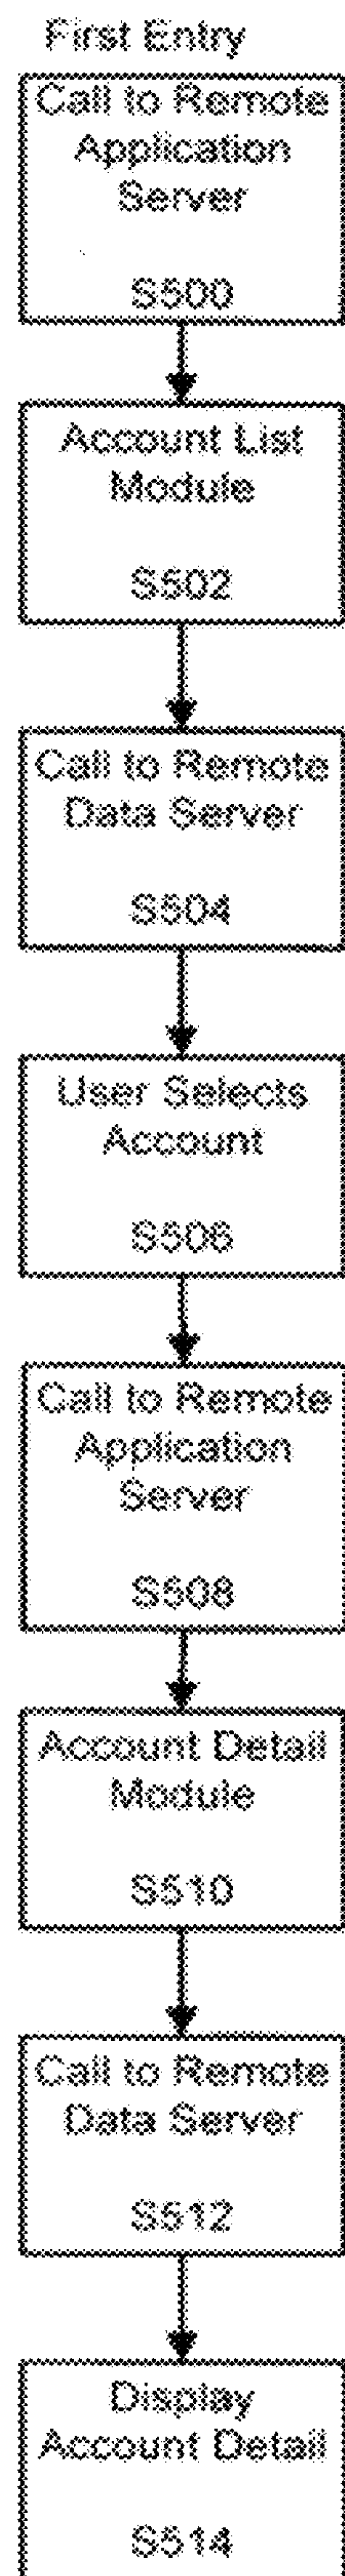 First Entry
Call to Remote
Application
Server
S500
Account List
Module
S502
Call to Remote
Data Server
S504
User Selects
Account
S506
Call to Remote
Application
Server
S508
Account Detail
Module
S510
Call to Remote
Data Server
S512
Display
Account Detail
S514